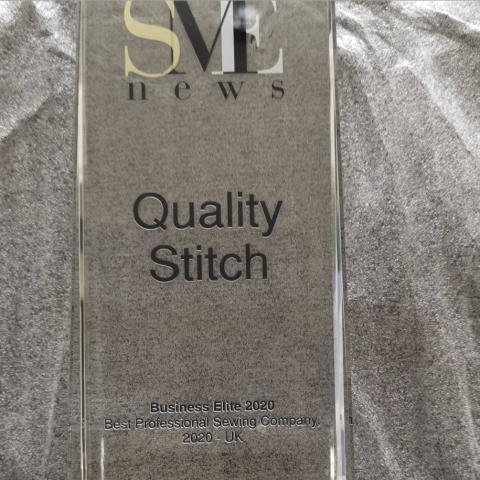 SME
news
Quality
Stitch
Business Elite 2020
Best Professional Sewing Company,
2020 - UK